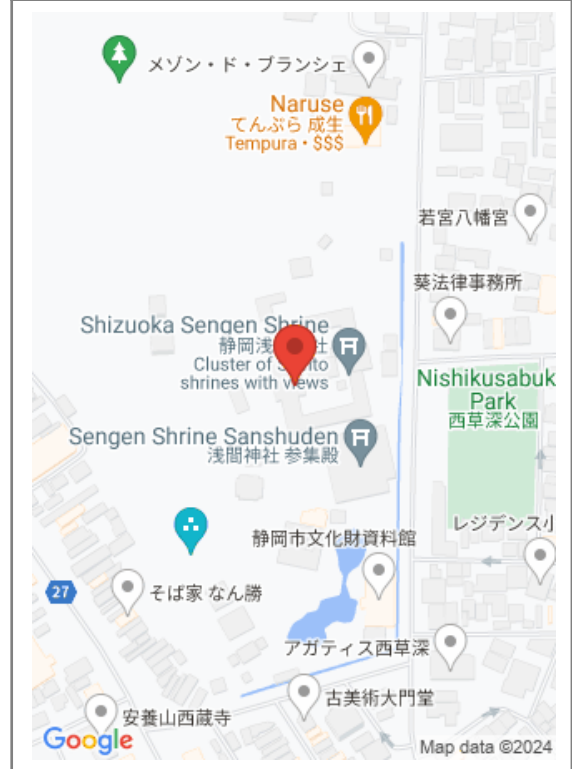 メゾン・ド・ブランシェ
Naruse
てんぷら 成生
Tempura • $$$
若宮八幡宮
葵法律事務所
Shizuoka Sengen Shrine
静岡浅 社
Cluster of to
shrines with views
Nishikusabuk
Park
西草深公園
Sengen Shrine Sanshuden
浅間神社 参集殿
レジデンス小
静岡市文化財資料館
27
そば家 なん勝
アガティス西草深
古美術大門堂
安養山西蔵寺
Google
Map data ©2024